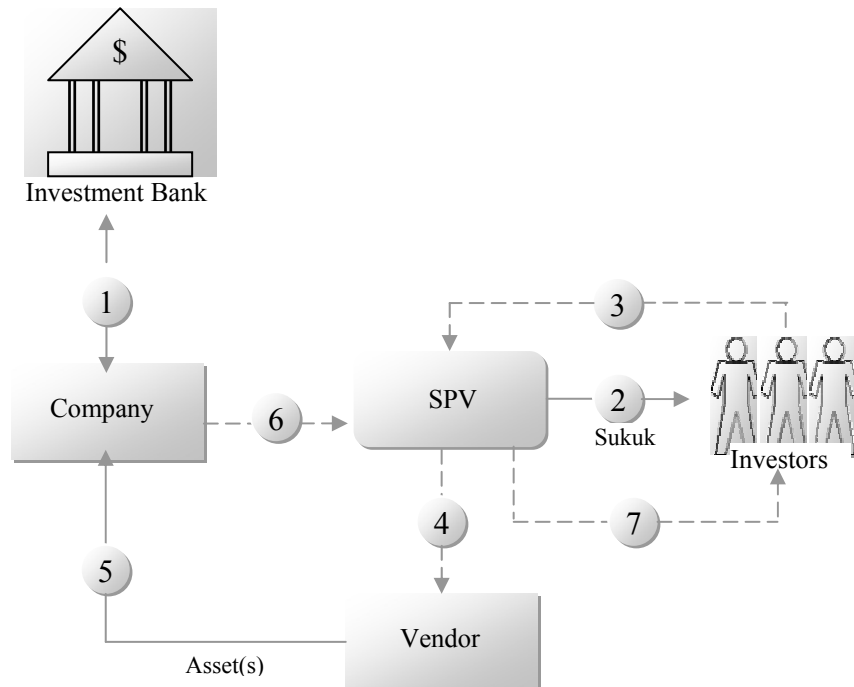 $
Investment Bank
1
3
Company
6
SPV
2
Sukuk
Investors
4
7
5
Vendor
Asset(s)